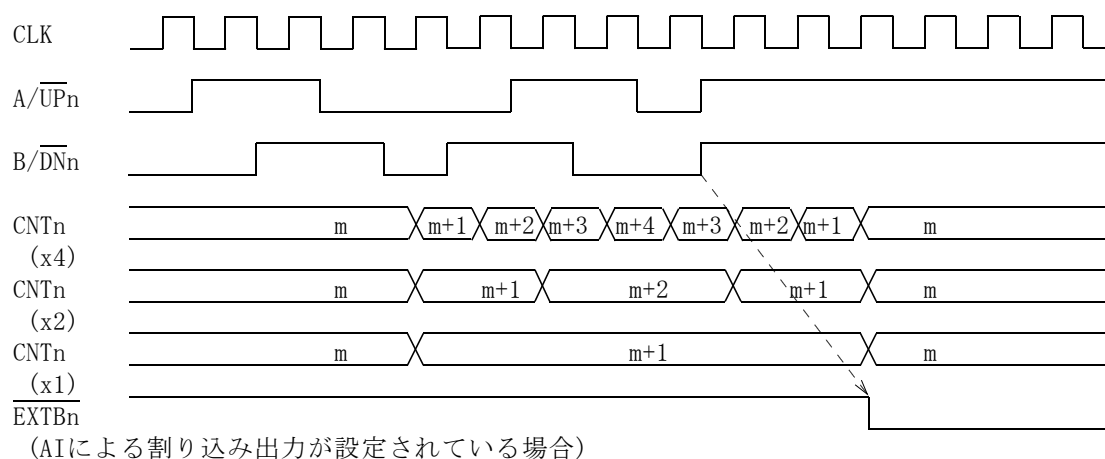 CLK
A/UPn
B/DNn
CNTn m m+1 m+2 m+3 m+4 m+3 m+2 m+1 m
(x4)
CNTn m m+1 m+2 m+1 m
(x2)
CNTn m m+1 m
(x1)
EXTBn
(AIによる割り込み出力が設定されている場合)